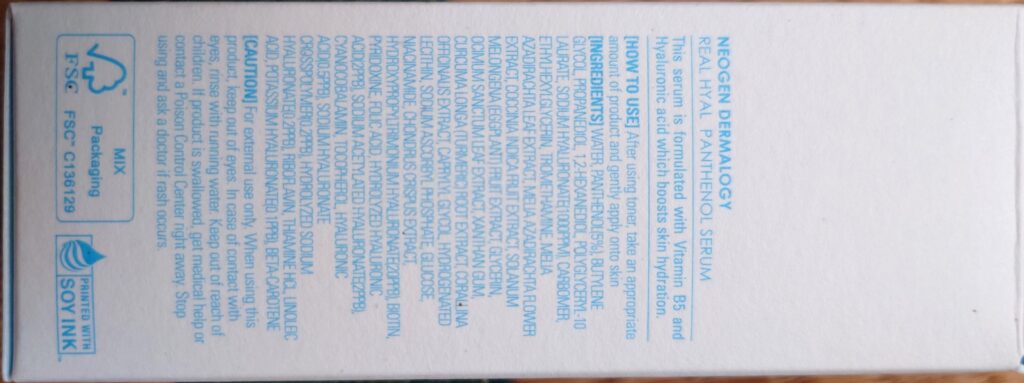 NEOGEN DERMALOGY
REAL HYAL PANTHENOL SERUM
This serum is formulated with Vitamin B5 and
Hyaluronic acid which boosts skin hydration.
[HOW TO USE] After using toner, take an appropriate
amount of product and gently apply onto skin
[INGREDIENTS] WATER, PANTHENOL(5%), BUTYLENE
GLYCOL, PROPANEDIOL, 1,2-HEXANEDIOL, POLYGLYCERYL-10
LAURATE, SODIUM HYALURONATE(100PPM), CARBOMER,
ETHYLHEXYLGLYCERIN, TROMETHAMINE, MELIA
AZADIRACHTA LEAF EXTRACT, MELIA AZADIRACHTA FLOWER
EXTRACT, COCCINIA INDICA FRUIT EXTRACT, SOLANUM
MELONGENA (EGGPLANT) FRUIT EXTRACT, GLYCERIN,
OCIMUM SANCTUM LEAF EXTRACT, XANTHAN GUM,
CURCUMA LONGA (TURMERIC) ROOT EXTRACT, CORALLINA
OFFICINALIS EXTRACT, CAPRYLYL GLYCOL, HYDROGENATED
LECITHIN, SODIUM ASCORBYL PHOSPHATE, GLUCOSE,
NIACINAMIDE, CHONDRUS CRISPUS EXTRACT,
HYDROXYPROPYLTRIMONIUM HYALURONATE(2PPB), BIOTIN,
PYRIDOXINE, FOLIC ACID, HYDROLYZED HYALURONIC
ACID(2PPB), SODIUM ACETYLATED HYALURONATE(2PPB),
CYANOCOBALAMIN, TOCOPHEROL, HYALURONIC
ACID(0.5PPB), SODIUM HYALURONATE
CROSSPOLYMER(0.2PPB), HYDROLYZED SODIUM
HYALURONATE(0.2PPB), RIBOFLAVIN, THIAMINE HCL, LINOLEIC
ACID, POTASSIUM HYALURONATE(0.1PPB), BETA-CAROTENE
[CAUTION] For external use only. When using this
product, keep out of eyes. In case of contact with
eyes, rinse with running water. Keep out of reach of
children. If product is swallowed, get medical help or
contact a Poison Control Center right away. Stop
using and ask a doctor if rash occurs.
FSC
MIX
Packaging
FSC™ C136129
PRINTED WITH
SOY INK™